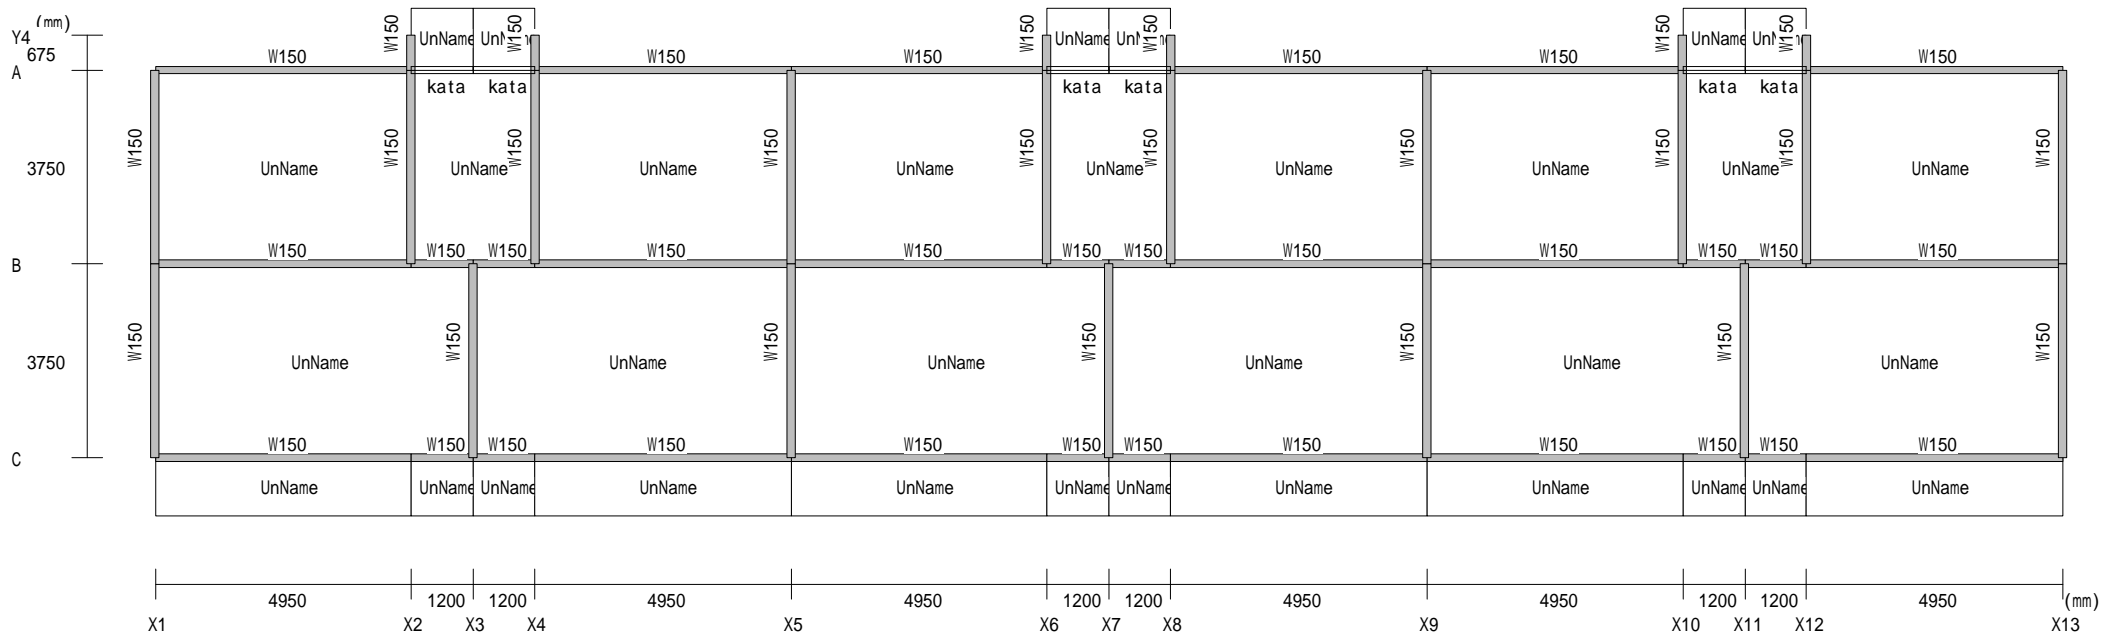 (mm)
W150 W150 W150 W150 W150 W150
Y4 UnName UnName UnName UnName UnName UnName
675 W150 W150 W150 W150 W150 W150
A
kata kata kata kata kata kata
W150 W150 W150 W150 W150 W150 W150 W150 W150 W150
3750 UnName UnName UnName UnName UnName UnName UnName UnName UnName
W150 W150 W150 W150 W150 W150 W150 W150 W150 W150 W150 W150
B
W150 W150 W150 W150 W150 W150 W150
3750 UnName UnName UnName UnName UnName UnName
W150 W150 W150 W150 W150 W150 W150 W150 W150 W150 W150 W150
C
UnName UnName UnName UnName UnName UnName UnName UnName UnName UnName UnName UnName
4950 1200 1200 4950 4950 1200 1200 4950 4950 1200 1200 4950 (mm)
X1 X2 X3 X4 X5 X6 X7 X8 X9 X10 X11 X12 X13